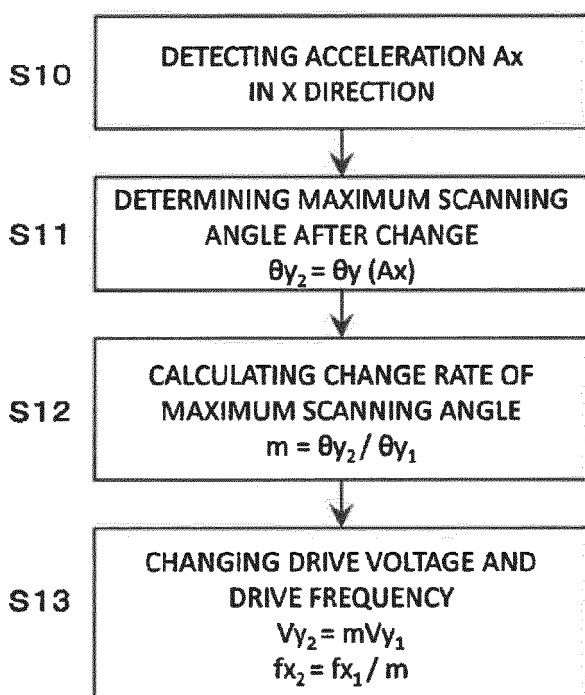 S10
DETECTING ACCELERATION Ax
IN X DIRECTION
S11
DETERMINING MAXIMUM SCANNING
ANGLE AFTER CHANGE
θy₂ = θy (Ax)
S12
CALCULATING CHANGE RATE OF
MAXIMUM SCANNING ANGLE
m = θy₂ / θy₁
S13
CHANGING DRIVE VOLTAGE AND
DRIVE FREQUENCY
Vy₂ = mVy₁
fx₂ = fx₁ / m